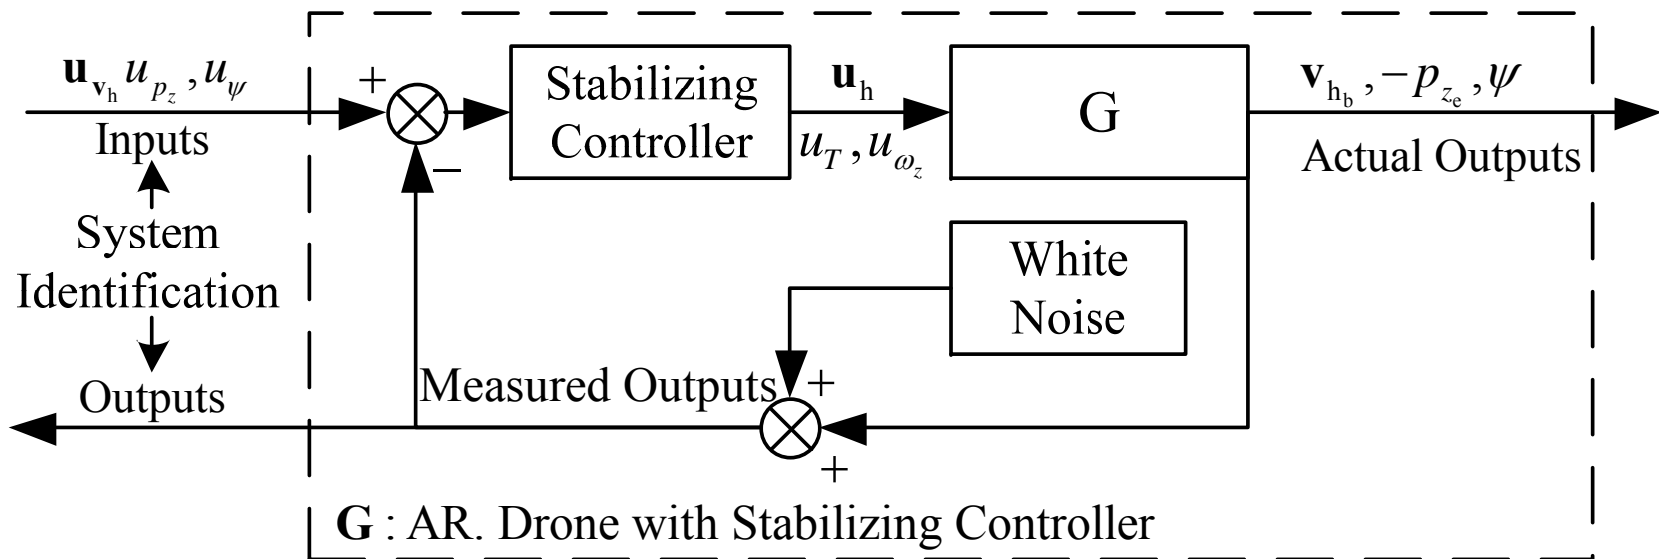 𝐮_{𝐯_h} u_{p_z}, u_ψ
Inputs
System
Identification
Outputs
+
−
Stabilizing
Controller
𝐮_h
u_T, u_{ω_z}
G
𝐯_{h_b}, −p_{z_e}, ψ
Actual Outputs
White
Noise
Measured Outputs
+
+
𝐆 : AR. Drone with Stabilizing Controller